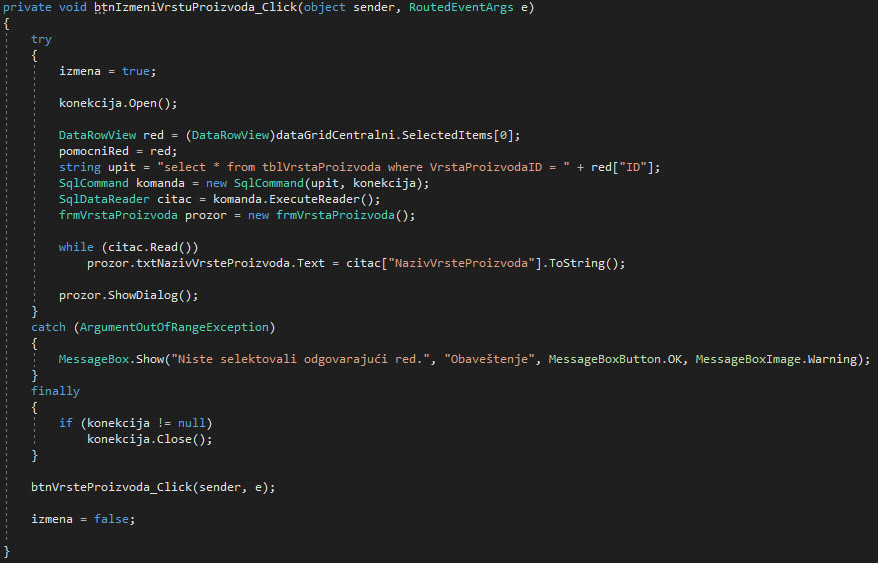 private void btnIzmeniVrstuProizvoda_Click(object sender, RoutedEventArgs e)
{
try
{
izmena = true;
konekcija.Open();
DataRowView red = (DataRowView)dataGridCentralni.SelectedItems[0];
pomocniRed = red;
string upit = "select * from tblVrstaProizvoda where VrstaProizvodaID = " + red["ID"];
SqlCommand komanda = new SqlCommand(upit, konekcija);
SqlDataReader citac = komanda.ExecuteReader();
frmVrstaProizvoda prozor = new frmVrstaProizvoda();
while (citac.Read())
prozor.txtNazivVrsteProizvoda.Text = citac["NazivVrsteProizvoda"].ToString();
prozor.ShowDialog();
}
catch (ArgumentOutOfRangeException)
{
MessageBox.Show("Niste selektovali odgovarajući red.", "Obaveštenje", MessageBoxButton.OK, MessageBoxImage.Warning);
}
finally
{
if (konekcija != null)
konekcija.Close();
}
btnVrsteProizvoda_Click(sender, e);
izmena = false;
}